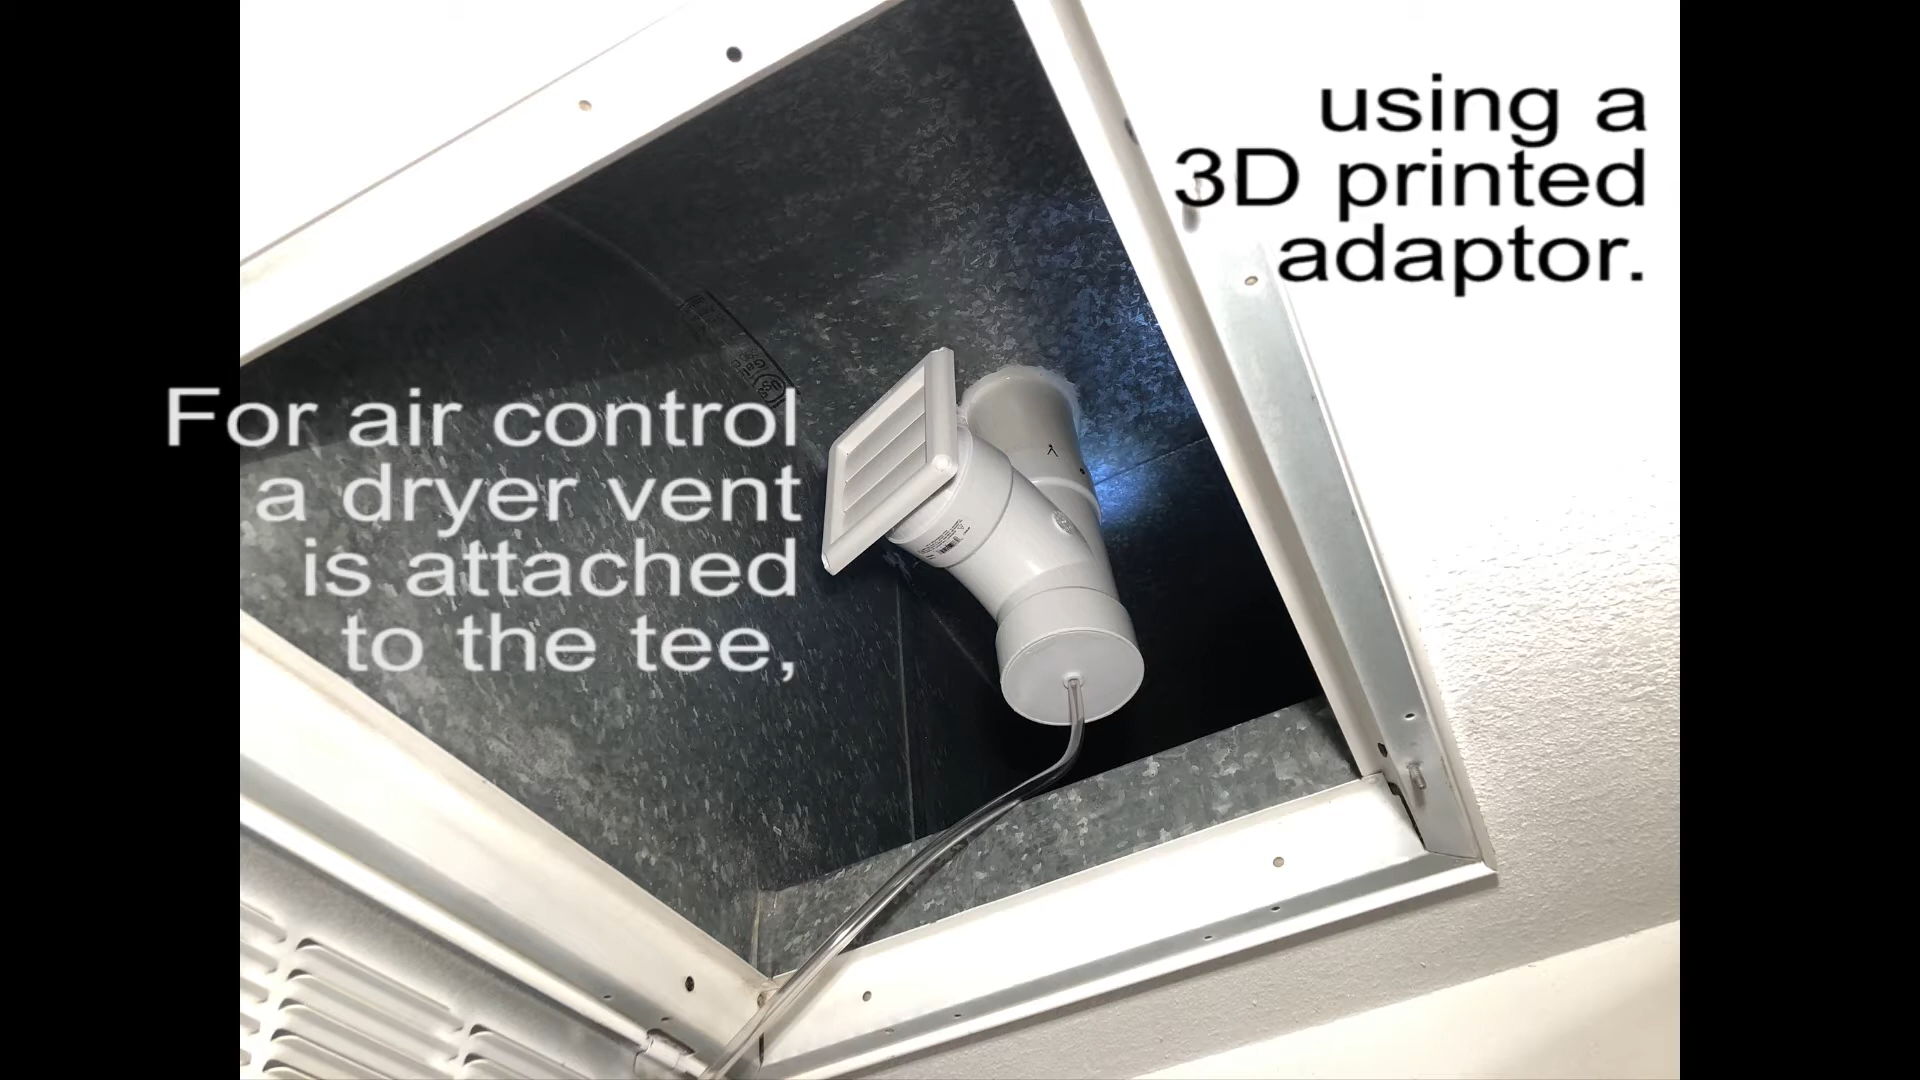 For air control
a dryer vent
is attached
to the tee,
using a
3D printed
adaptor.